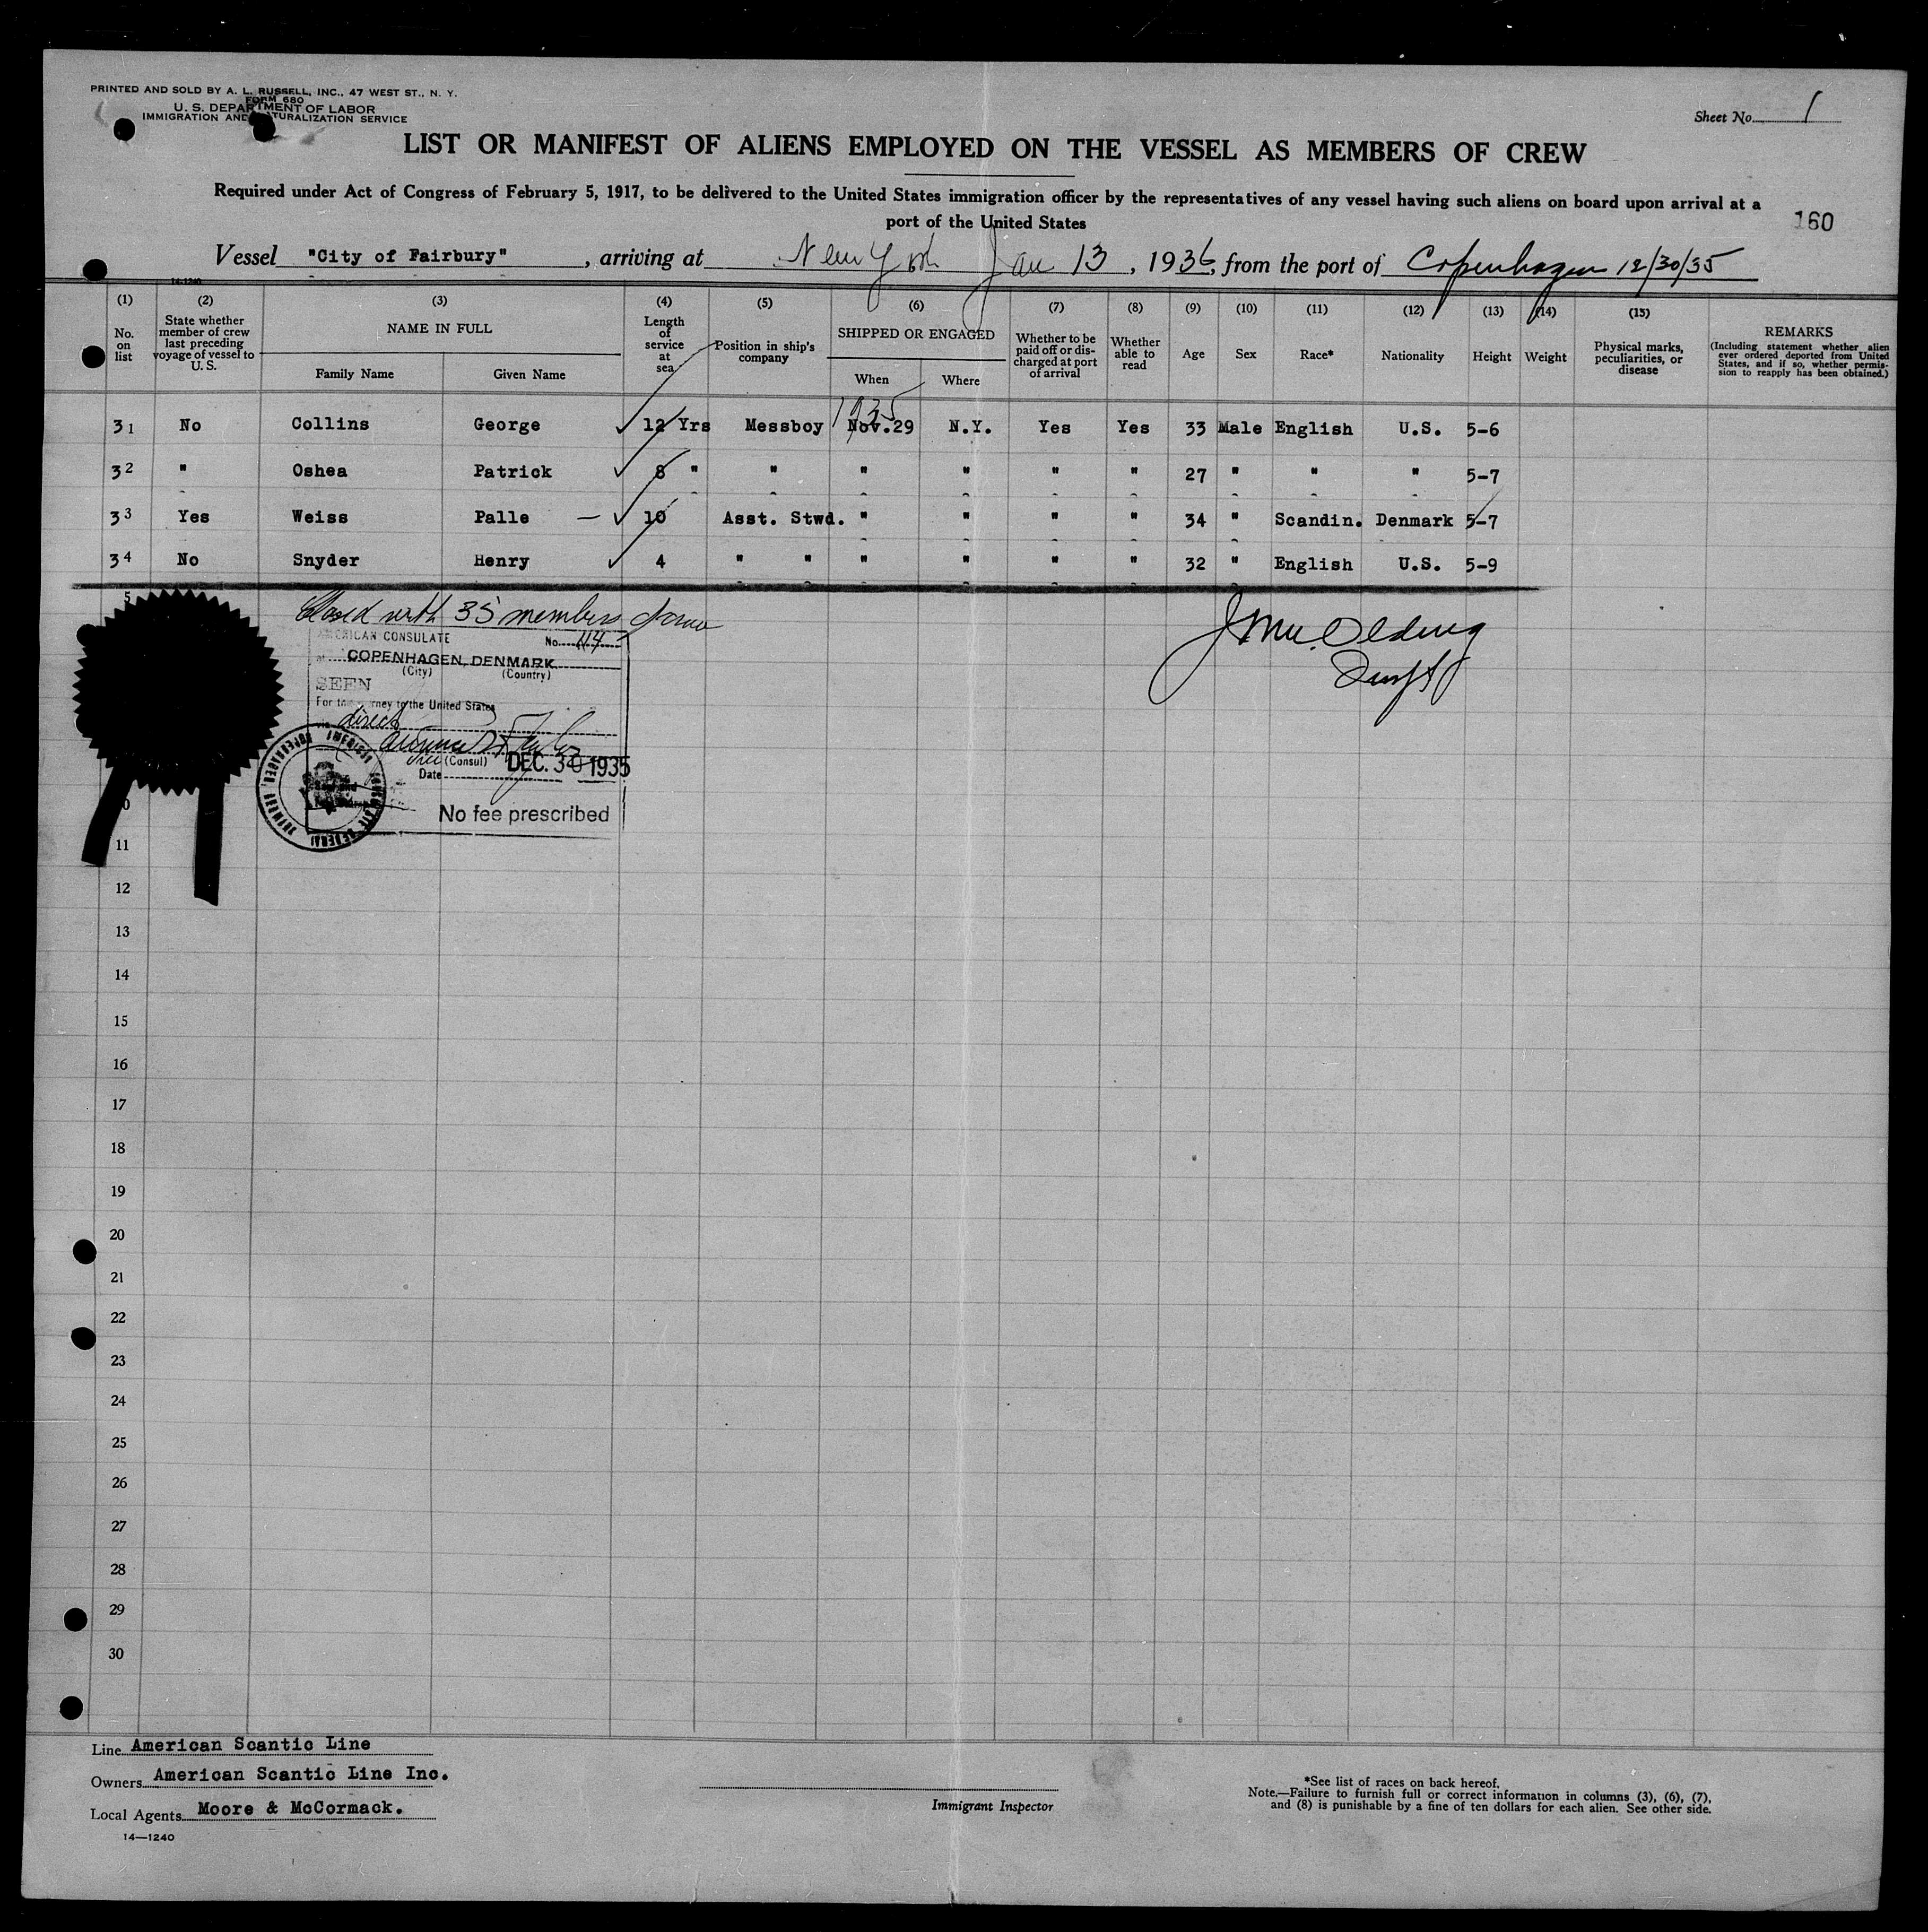 PRINTED AND SOLD BY A. L. RUSSELL, INC., 47 WEST ST., N. Y.
FORM 680
U. S. DEPARTMENT OF LABOR
IMMIGRATION AND NATURALIZATION SERVICE
Sheet No. 1
LIST OR MANIFEST OF ALIENS EMPLOYED ON THE VESSEL AS MEMBERS OF CREW
Required under Act of Congress of February 5, 1917, to be delivered to the United States immigration officer by the representatives of any vessel having such aliens on board upon arrival at a
port of the United States
160
Vessel "City of Fairbury", arriving at New York Jan 13, 1936, from the port of Copenhagen 12/30/35
14-1240
(1) (2) (3) (4) (5) (6) (7) (8) (9) (10) (11) (12) (13) (14) (15)
No. on list
State whether member of crew last preceding voyage of vessel to U. S.
NAME IN FULL
Family Name Given Name
Length of service at sea
Position in ship's company
SHIPPED OR ENGAGED
When Where
Whether to be paid off or discharged at port of arrival
Whether able to read
Age Sex Race* Nationality Height Weight
Physical marks, peculiarities, or disease
REMARKS
(Including statement whether alien ever ordered deported from United States, and if so, whether permission to reapply has been obtained.)
1935
31 No Collins George 12 Yrs Messboy Nov.29 N.Y. Yes Yes 33 Male English U.S. 5-6
32 " Oshea Patrick 8 " " " " " " 27 " " " 5-7
33 Yes Weiss Palle 10 Asst. Stwd. " " " " 34 " Scandin. Denmark 5-7
34 No Snyder Henry 4 " " " " " " 32 " English U.S. 5-9
5
Closed with 35 members
AMERICAN CONSULATE No. 114
at COPENHAGEN, DENMARK
(City) (Country)
SEEN
For the journey to the United States
via direct
Vice (Consul)
Date DEC. 30 1935
No fee prescribed
11
12
13
14
15
16
17
18
19
20
21
22
23
24
25
26
27
28
29
30
Line American Scantic Line
Owners American Scantic Line Inc.
Local Agents Moore & McCormack.
14—1240
Immigrant Inspector
*See list of races on back hereof.
Note.—Failure to furnish full or correct information in columns (3), (6), (7),
and (8) is punishable by a fine of ten dollars for each alien. See other side.